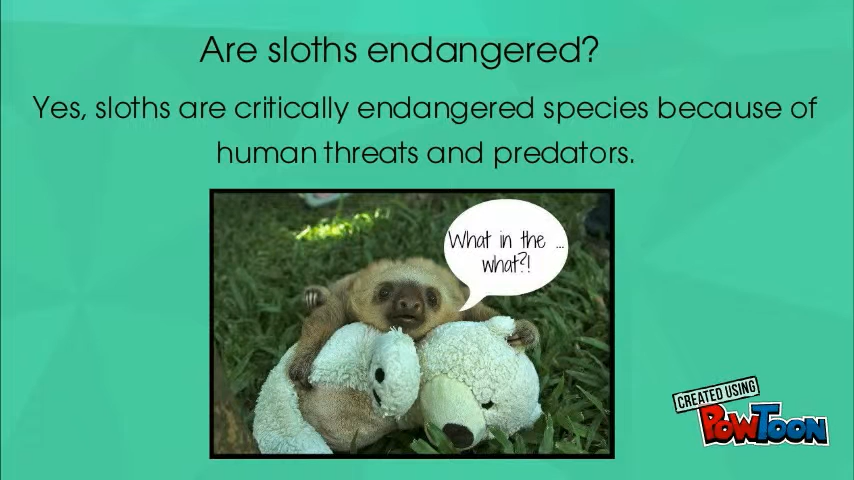 Are sloths endangered?
Yes, sloths are critically endangered species because of
human threats and predators.
What in the ...
what?!
CREATED USING
POWTOON